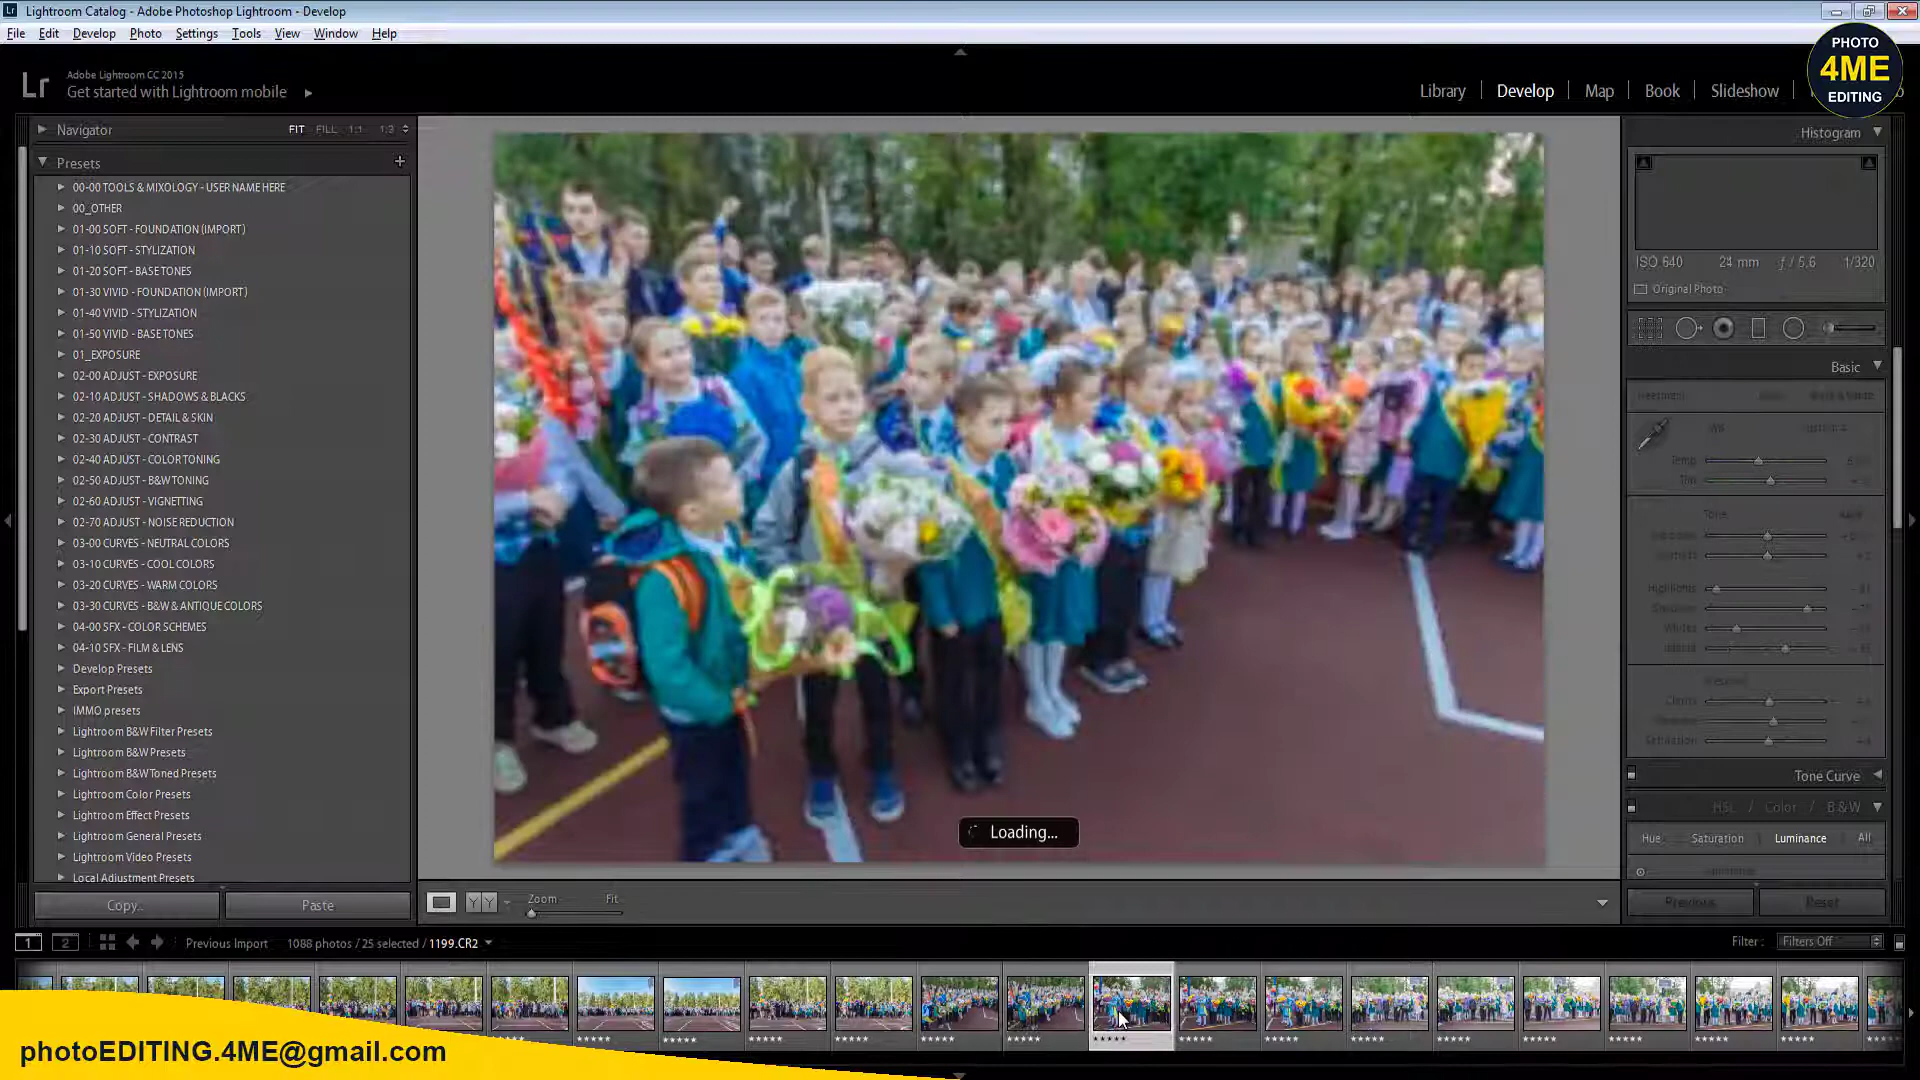 Lightroom Catalog - Adobe Photoshop Lightroom - Develop
File Edit Develop Photo Settings Tools View Window Help
PHOTO
4ME
EDITING
Adobe Lightroom CC 2015
Get started with Lightroom mobile
Library Develop Map Book Slideshow
Navigator FIT FILL 1:1 1:3
Presets
00-00 TOOLS & MIXOLOGY - USER NAME HERE
00_OTHER
01-00 SOFT - FOUNDATION (IMPORT)
01-10 SOFT - STYLIZATION
01-20 SOFT - BASE TONES
01-30 VIVID - FOUNDATION (IMPORT)
01-40 VIVID - STYLIZATION
01-50 VIVID - BASE TONES
01_EXPOSURE
02-00 ADJUST - EXPOSURE
02-10 ADJUST - SHADOWS & BLACKS
02-20 ADJUST - DETAIL & SKIN
02-30 ADJUST - CONTRAST
02-40 ADJUST - COLOR TONING
02-50 ADJUST - B&W TONING
02-60 ADJUST - VIGNETTING
02-70 ADJUST - NOISE REDUCTION
03-00 CURVES - NEUTRAL COLORS
03-10 CURVES - COOL COLORS
03-20 CURVES - WARM COLORS
03-30 CURVES - B&W & ANTIQUE COLORS
04-00 SFX - COLOR SCHEMES
04-10 SFX - FILM & LENS
Develop Presets
Export Presets
IMMO presets
Lightroom B&W Filter Presets
Lightroom B&W Presets
Lightroom B&W Toned Presets
Lightroom Color Presets
Lightroom Effect Presets
Lightroom General Presets
Lightroom Video Presets
Local Adjustment Presets
Copy... Paste
Loading...
Zoom Fit
Histogram
ISO 640 24 mm ƒ / 5,6 1/320
Original Photo
Basic
Temp
Tint
Tone
Highlights
Whites
Clarity
Saturation
Tone Curve
HSL / Color / B&W
Hue Saturation Luminance All
Previous Reset
1 2 Previous Import 1088 photos / 25 selected / 1199.CR2
Filter : Filters Off
photoEDITING.4ME@gmail.com